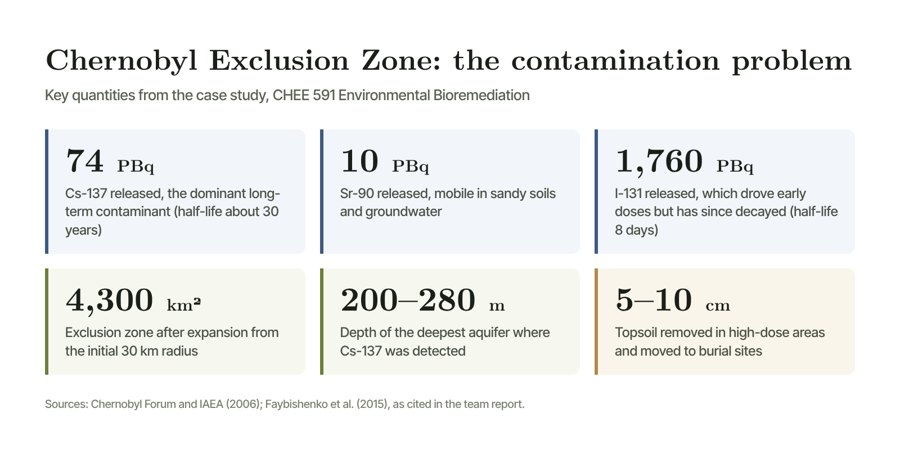 Chernobyl Exclusion Zone: the contamination problem
Key quantities from the case study, CHEE 591 Environmental Bioremediation
74 PBq
Cs-137 released, the dominant long-
term contaminant (half-life about 30
years)
10 PBq
Sr-90 released, mobile in sandy soils
and groundwater
1,760 PBq
I-131 released, which drove early
doses but has since decayed (half-life
8 days)
4,300 km²
Exclusion zone after expansion from
the initial 30 km radius
200–280 m
Depth of the deepest aquifer where
Cs-137 was detected
5–10 cm
Topsoil removed in high-dose areas
and moved to burial sites
Sources: Chernobyl Forum and IAEA (2006); Faybishenko et al. (2015), as cited in the team report.